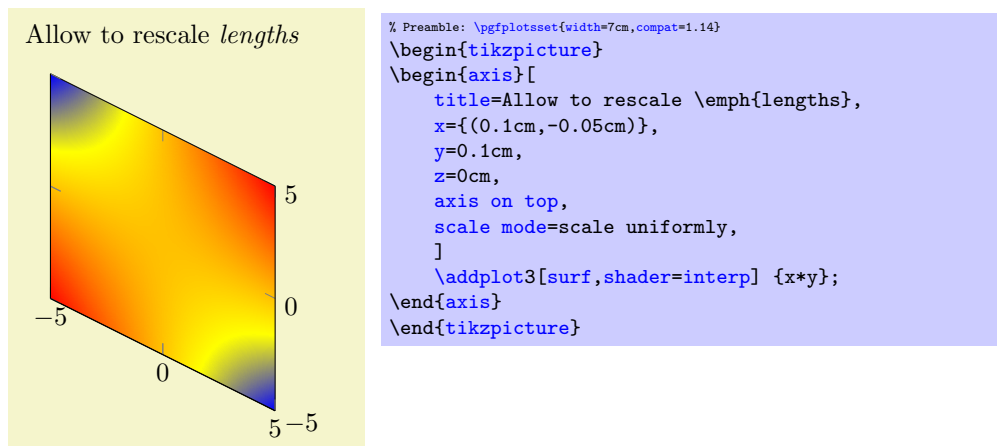 Allow to rescale lengths
5
0
−5
0
5
−5
% Preamble: \pgfplotsset{width=7cm,compat=1.14}
\begin{tikzpicture}
\begin{axis}[
    title=Allow to rescale \emph{lengths},
    x={(0.1cm,-0.05cm)},
    y=0.1cm,
    z=0cm,
    axis on top,
    scale mode=scale uniformly,
    ]
    \addplot3[surf,shader=interp] {x*y};
\end{axis}
\end{tikzpicture}